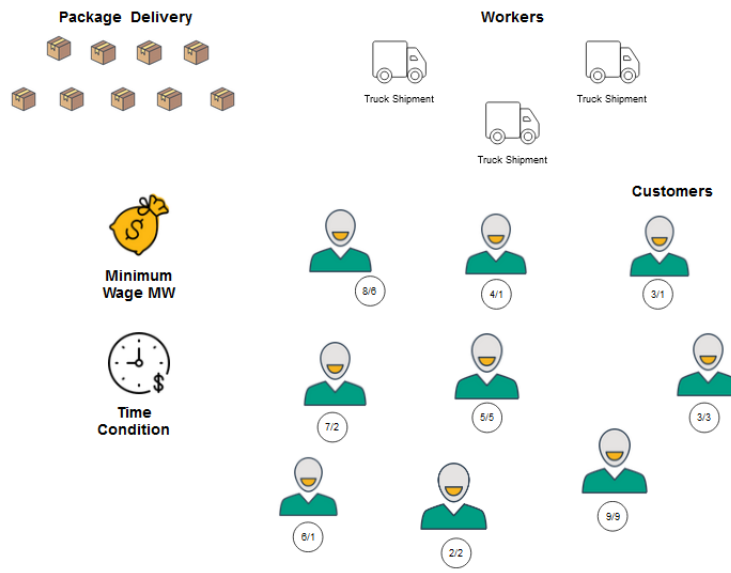 Package Delivery
Workers
Truck Shipment
Truck Shipment
Truck Shipment
Customers
Minimum
Wage MW
8/6
4/1
3/1
Time
Condition
7/2
5/5
3/3
6/1
2/2
9/9
$
$